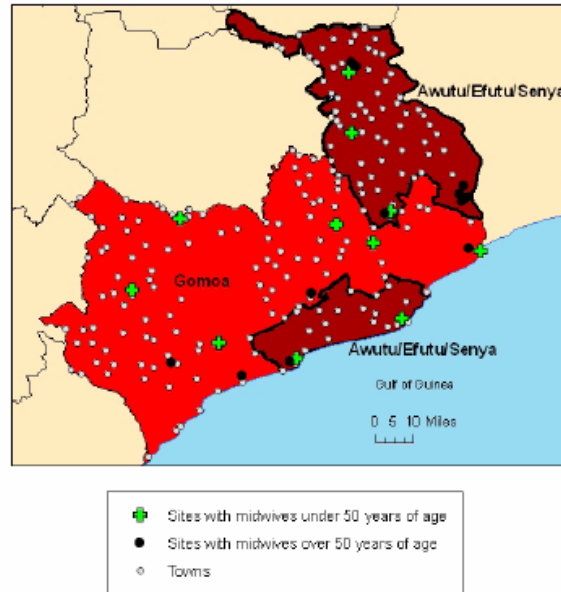 Awutu/Efutu/Senya
Gomoa
Awutu/Efutu/Senya
Gulf of Guinea
0 5 10 Miles
Sites with midwives under 50 years of age
Sites with midwives over 50 years of age
Towns